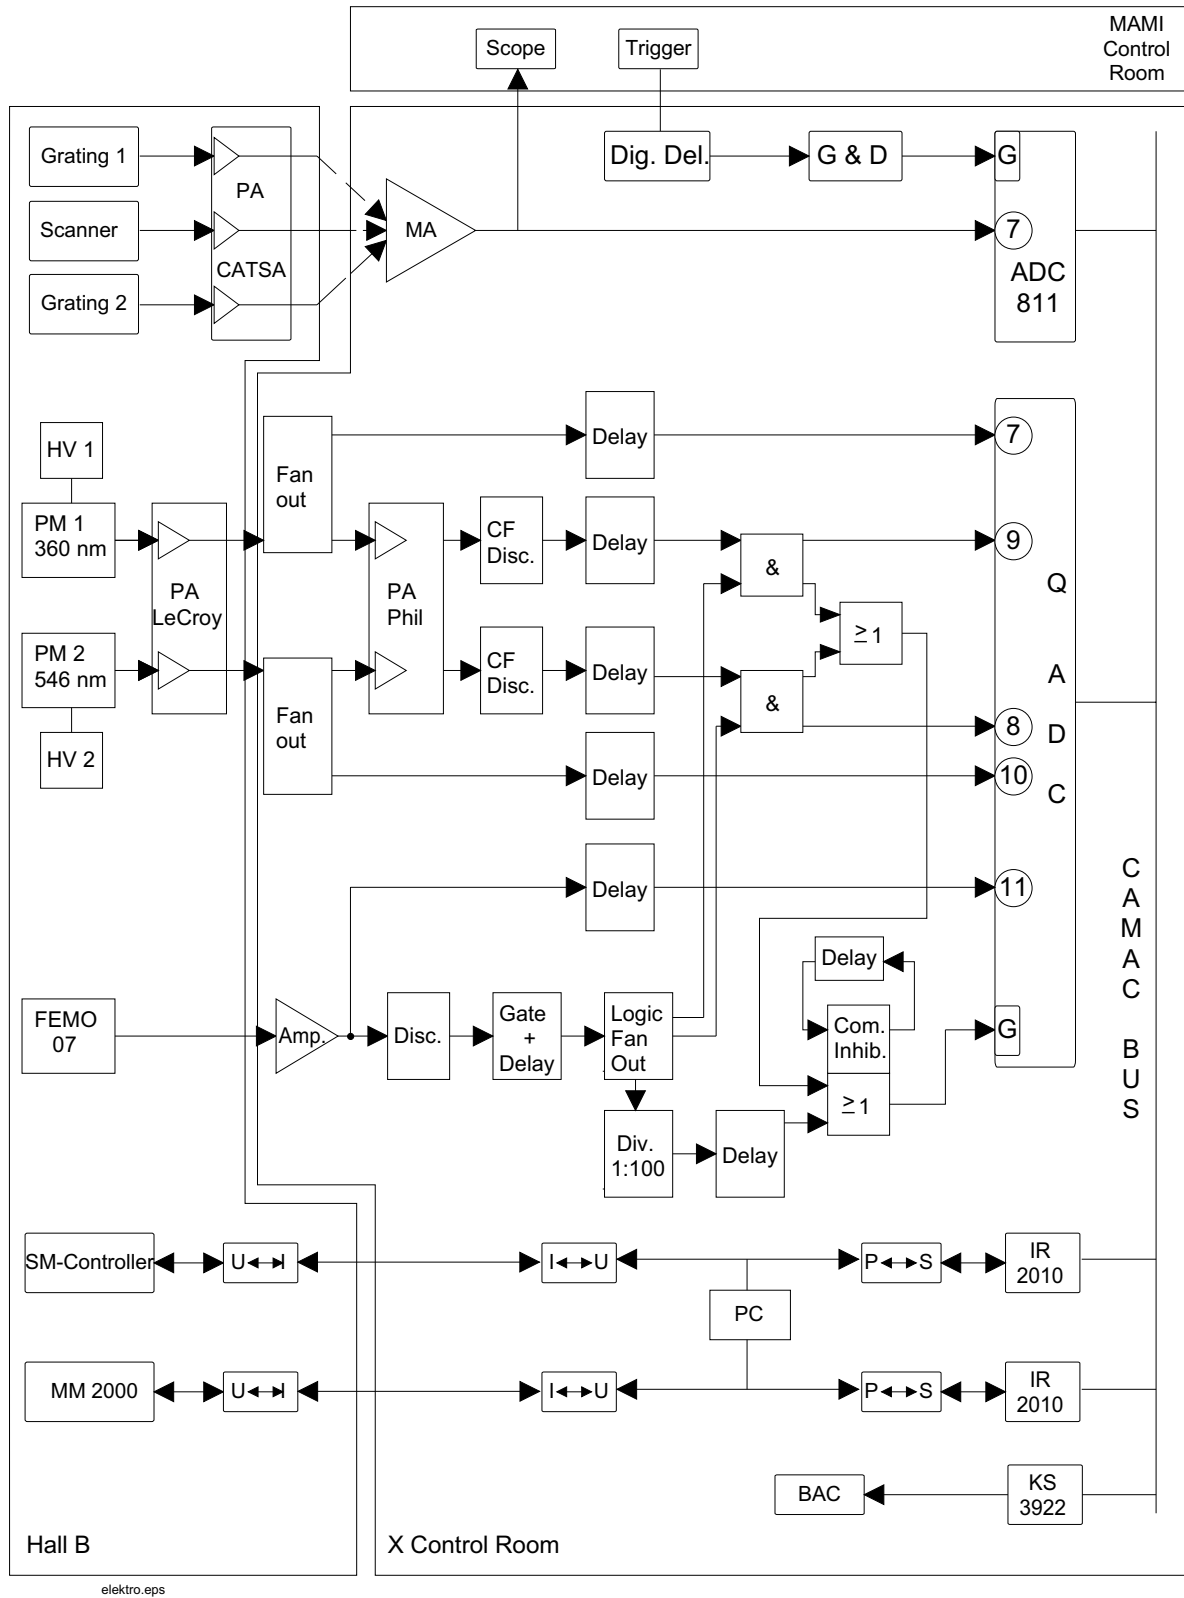 MAMI
Control
Room
Scope
Trigger
Grating 1
PA
Dig. Del.
G & D
G
Scanner
MA
7
CATSA
ADC
811
Grating 2
HV 1
Fan
out
Delay
7
PM 1
360 nm
PA
LeCroy
PA
Phil
CF
Disc.
Delay
&
9
Q
≥1
PM 2
546 nm
Fan
out
CF
Disc.
Delay
&
A
8
D
HV 2
Delay
10
C
Delay
11
C
A
M
A
C
B
U
S
Delay
FEMO
07
Amp.
Disc.
Gate
+
Delay
Logic
Fan
Out
Com.
Inhib.
G
≥1
Div.
1:100
Delay
SM-Controller
U I
I U
P S
IR
2010
PC
MM 2000
U I
I U
P S
IR
2010
BAC
KS
3922
Hall B
X Control Room
elektro.eps